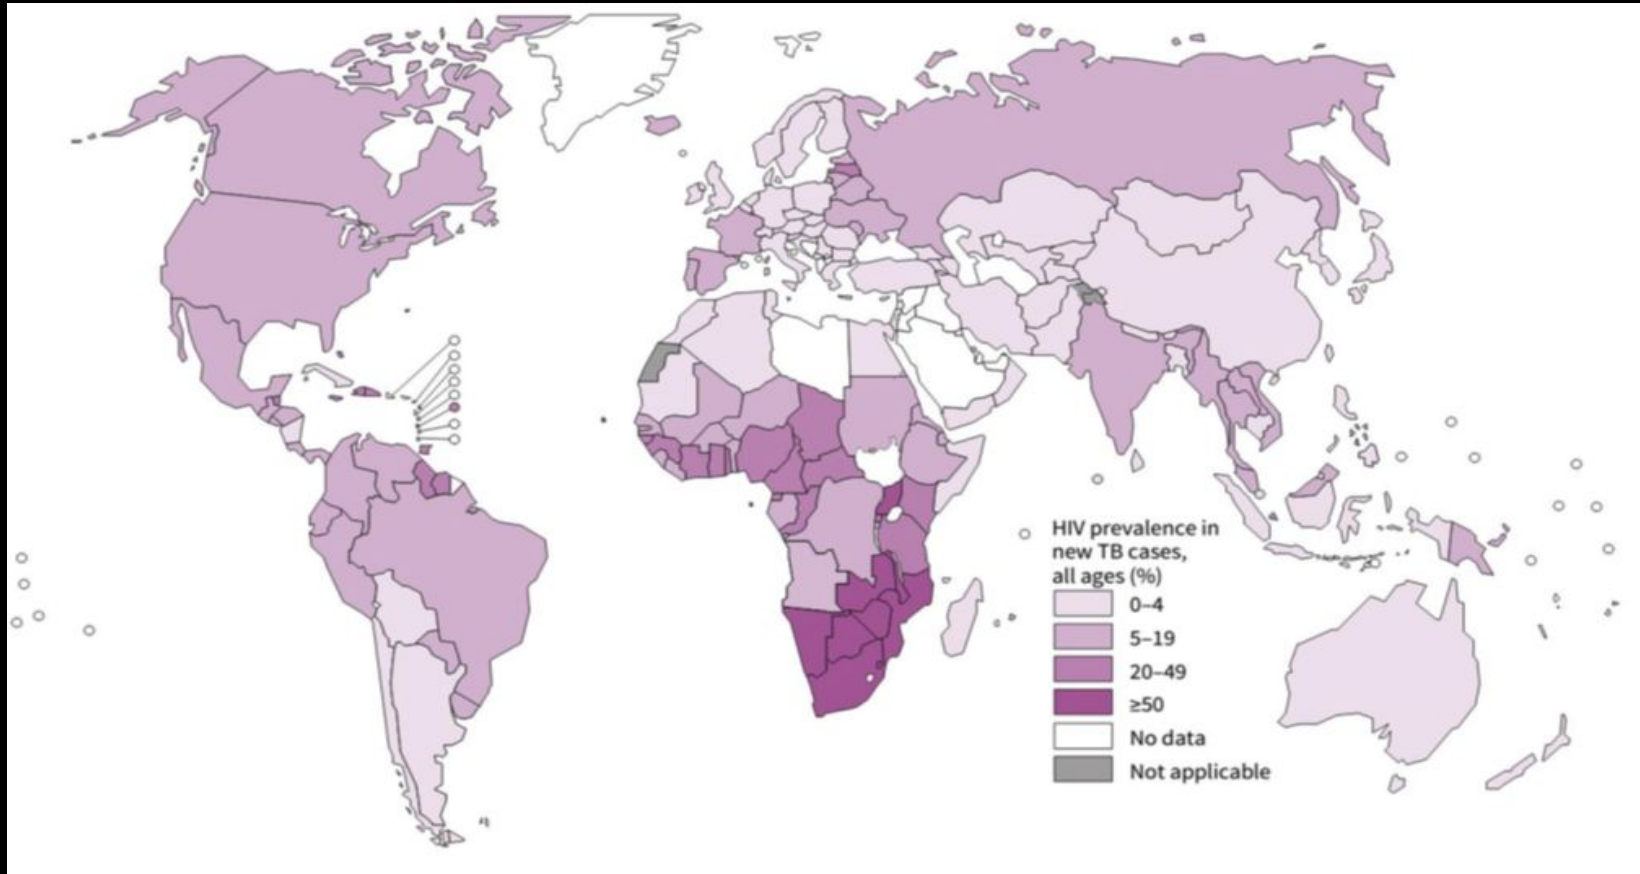 HIV prevalence in
new TB cases,
all ages (%)
0–4
5–19
20–49
≥50
No data
Not applicable